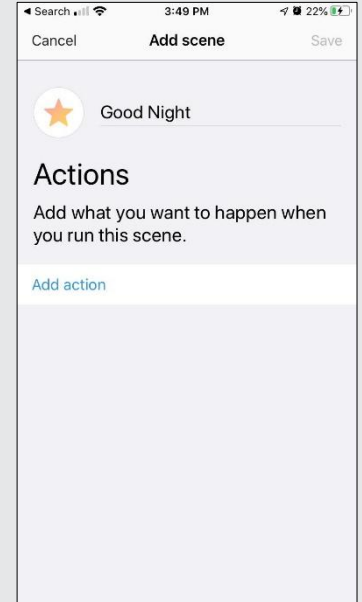 Search 3:49 PM 22%
Cancel Add scene Save
Good Night
Actions
Add what you want to happen when
you run this scene.
Add action